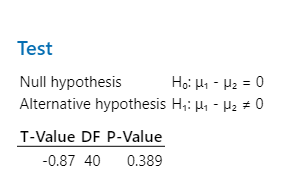 Test
Null hypothesis H₀: μ₁ - μ₂ = 0
Alternative hypothesis H₁: μ₁ - μ₂ ≠ 0
T-Value DF P-Value
-0.87 40 0.389